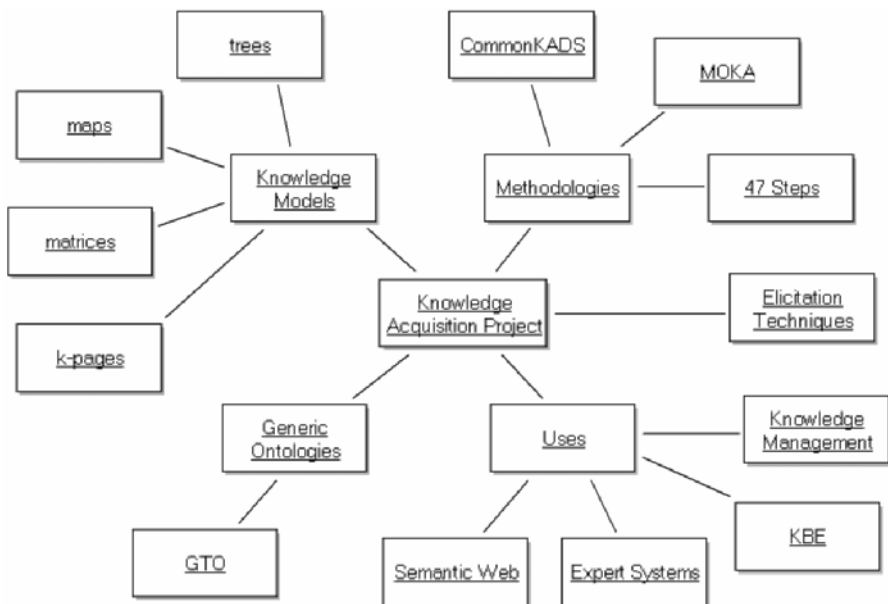 trees
CommonKADS
MOKA
maps
Knowledge
Models
Methodologies
47 Steps
matrices
Knowledge
Acquisition Project
Elicitation
Techniques
k-pages
Generic
Ontologies
Uses
Knowledge
Management
GTO
Semantic Web
Expert Systems
KBE